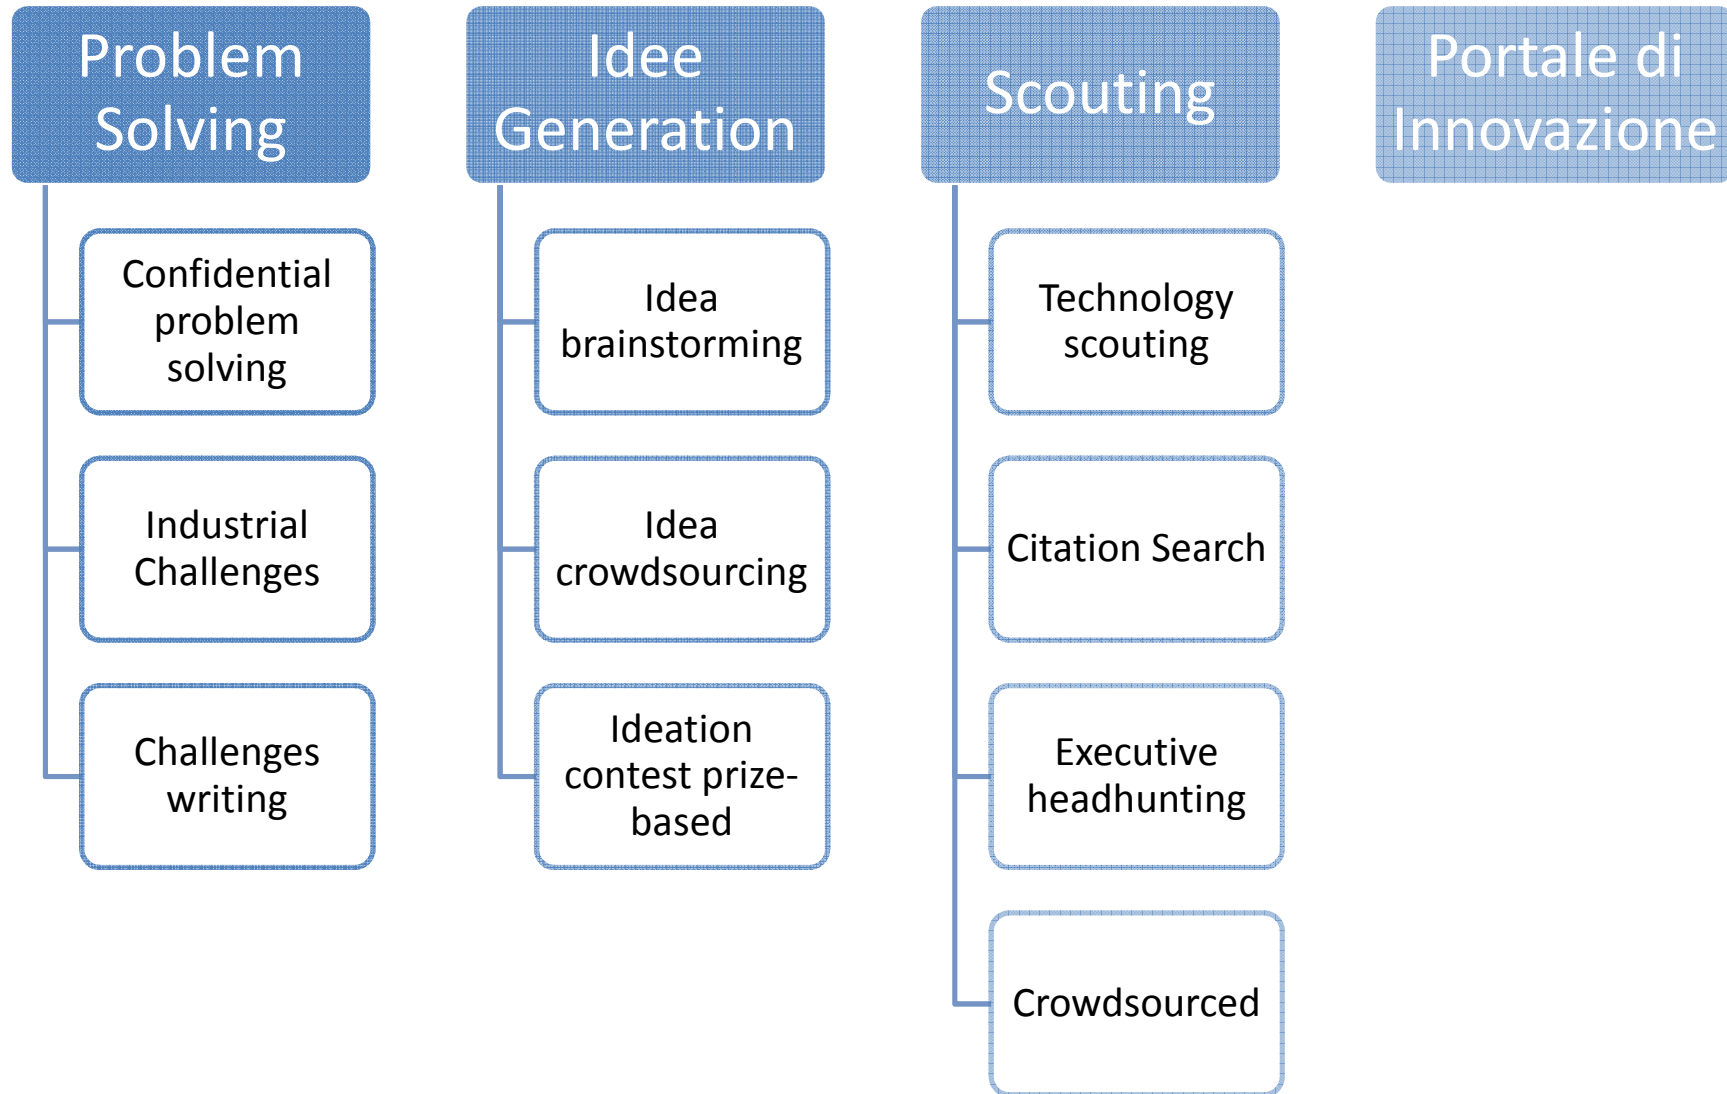 Problem
Solving
Confidential
problem
solving
Industrial
Challenges
Challenges
writing
Idee
Generation
Idea
brainstorming
Idea
crowdsourcing
Ideation
contest prize-
based
Scouting
Technology
scouting
Citation Search
Executive
headhunting
Crowdsourced
Portale di
Innovazione